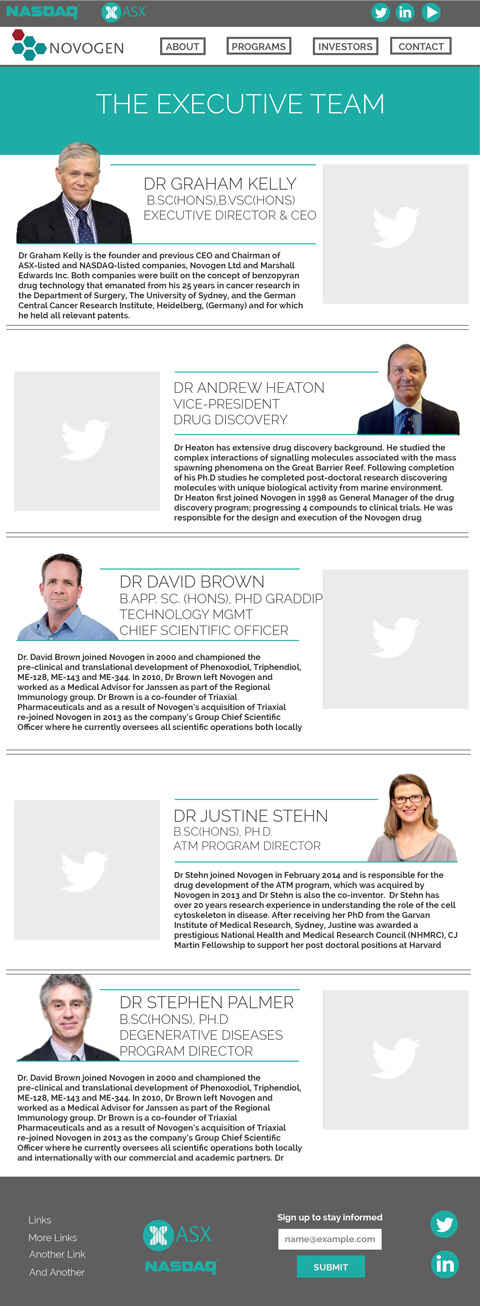 NASDAQ ASX
NOVOGEN
ABOUT PROGRAMS INVESTORS CONTACT
THE EXECUTIVE TEAM
DR GRAHAM KELLY
B.SC(HONS),B.VSC(HONS)
EXECUTIVE DIRECTOR & CEO
Dr Graham Kelly is the founder and previous CEO and Chairman of
ASX-listed and NASDAQ-listed companies, Novogen Ltd and Marshall
Edwards Inc. Both companies were built on the concept of benzopyran
drug technology that emanated from his 25 years in cancer research in
the Department of Surgery, The University of Sydney, and the German
Central Cancer Research Institute, Heidelberg, (Germany) and for which
he held all relevant patents.
DR ANDREW HEATON
VICE-PRESIDENT
DRUG DISCOVERY
Dr Heaton has extensive drug discovery background. He studied the
complex interactions of signalling molecules associated with the mass
spawning phenomena on the Great Barrier Reef. Following completion
of his Ph.D studies he completed post-doctoral research discovering
molecules with unique biological activity from marine environment.
Dr Heaton first joined Novogen in 1998 as General Manager of the drug
discovery program; progressing 4 compounds to clinical trials. He was
responsible for the design and execution of the Novogen drug
DR DAVID BROWN
B.APP. SC. (HONS), PHD GRADDIP
TECHNOLOGY MGMT
CHIEF SCIENTIFIC OFFICER
Dr. David Brown joined Novogen in 2000 and championed the
pre-clinical and translational development of Phenoxodiol, Triphendiol,
ME-128, ME-143 and ME-344. In 2010, Dr Brown left Novogen and
worked as a Medical Advisor for Janssen as part of the Regional
Immunology group. Dr Brown is a co-founder of Triaxial
Pharmaceuticals and as a result of Novogen's acquisition of Triaxial
re-joined Novogen in 2013 as the company's Group Chief Scientific
Officer where he currently oversees all scientific operations both locally
DR JUSTINE STEHN
B.SC(HONS), PH.D.
ATM PROGRAM DIRECTOR
Dr Stehn joined Novogen in February 2014 and is responsible for the
drug development of the ATM program, which was acquired by
Novogen in 2013 and Dr Stehn is also the co-inventor. Dr Stehn has
over 20 years research experience in understanding the role of the cell
cytoskeleton in disease. After receiving her PhD from the Garvan
Institute of Medical Research, Sydney, Justine was awarded a
prestigious National Health and Medical Research Council (NHMRC), CJ
Martin Fellowship to support her post doctoral positions at Harvard
DR STEPHEN PALMER
B.SC(HONS), PH.D
DEGENERATIVE DISEASES
PROGRAM DIRECTOR
Dr. David Brown joined Novogen in 2000 and championed the
pre-clinical and translational development of Phenoxodiol, Triphendiol,
ME-128, ME-143 and ME-344. In 2010, Dr Brown left Novogen and
worked as a Medical Advisor for Janssen as part of the Regional
Immunology group. Dr Brown is a co-founder of Triaxial
Pharmaceuticals and as a result of Novogen's acquisition of Triaxial
re-joined Novogen in 2013 as the company's Group Chief Scientific
Officer where he currently oversees all scientific operations both locally
and internationally with our commercial and academic partners. Dr
Links
More Links
Another Link
And Another
ASX
NASDAQ
Sign up to stay informed
name@example.com
SUBMIT